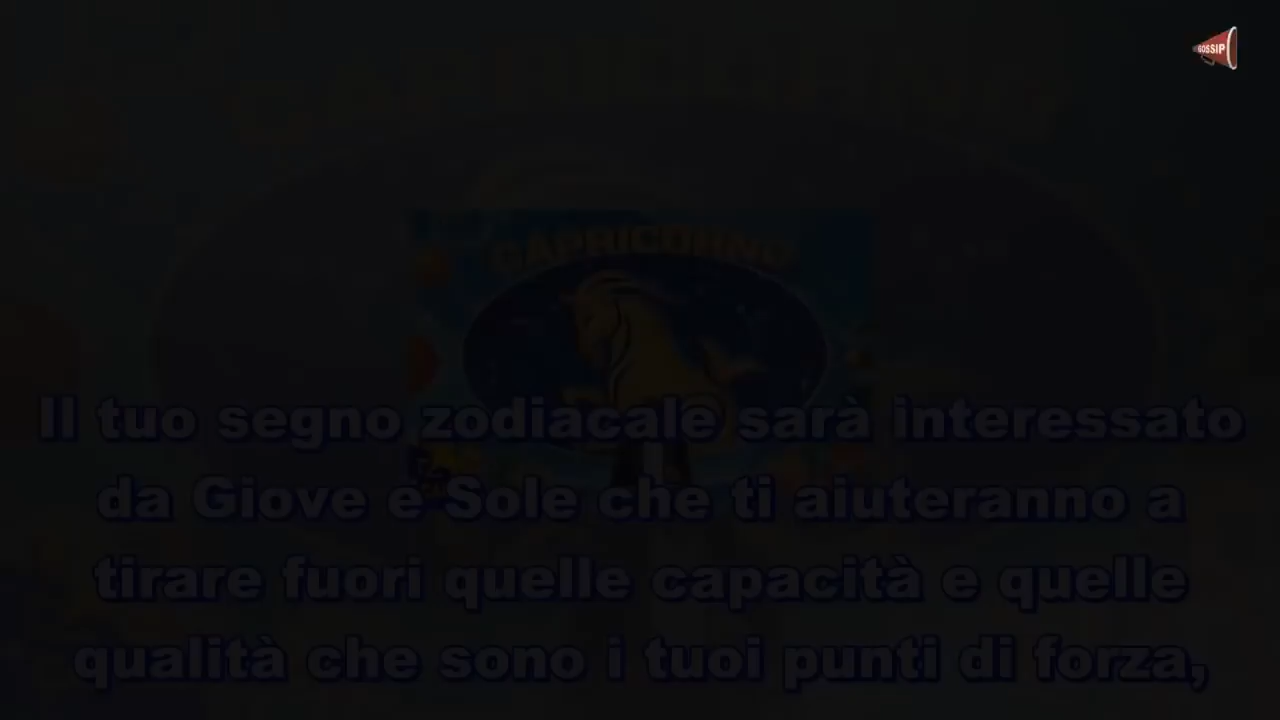 GOSSIP
CAPRICORNO
Il tuo segno zodiacale sarà interessato
da Giove e Sole che ti aiuteranno a
tirare fuori quelle capacità e quelle
qualità che sono i tuoi punti di forza,